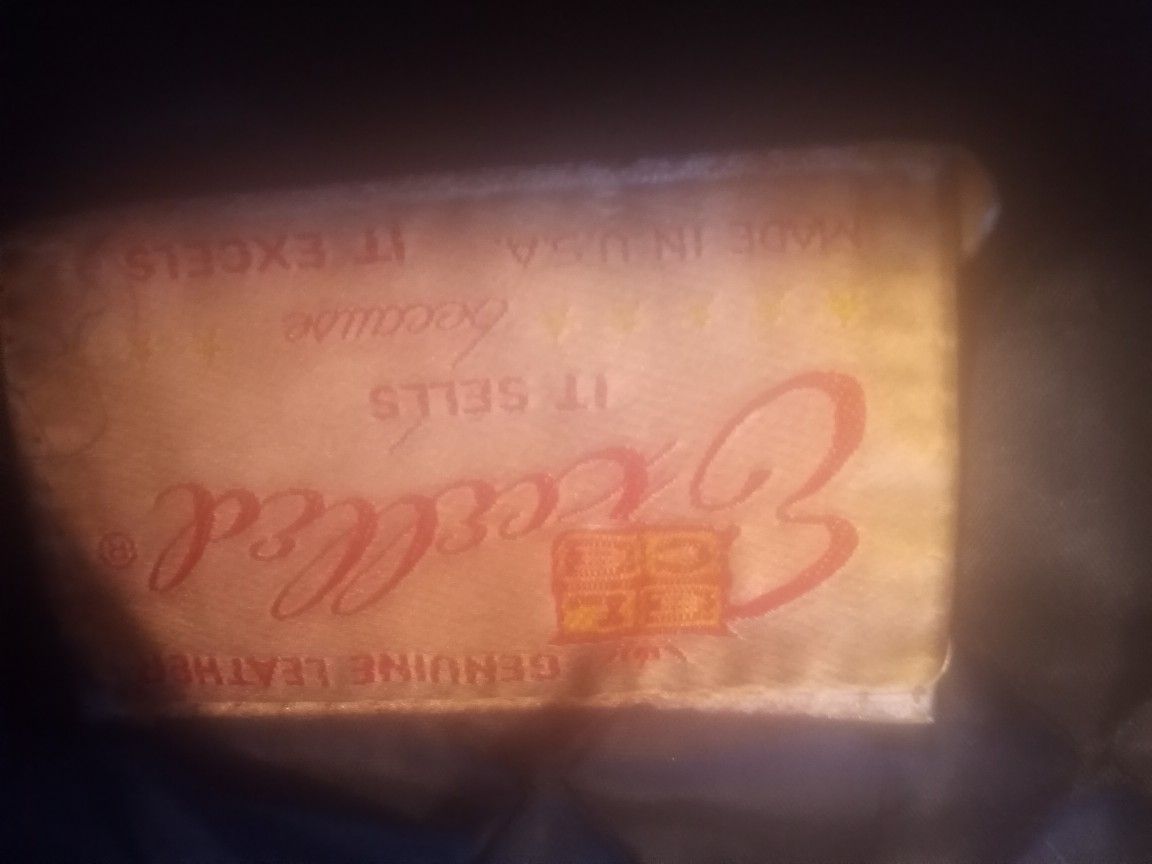 GENUINE LEATHER
Excelled ®
IT SELLS
because
MADE IN U.S.A. IT EXCELS